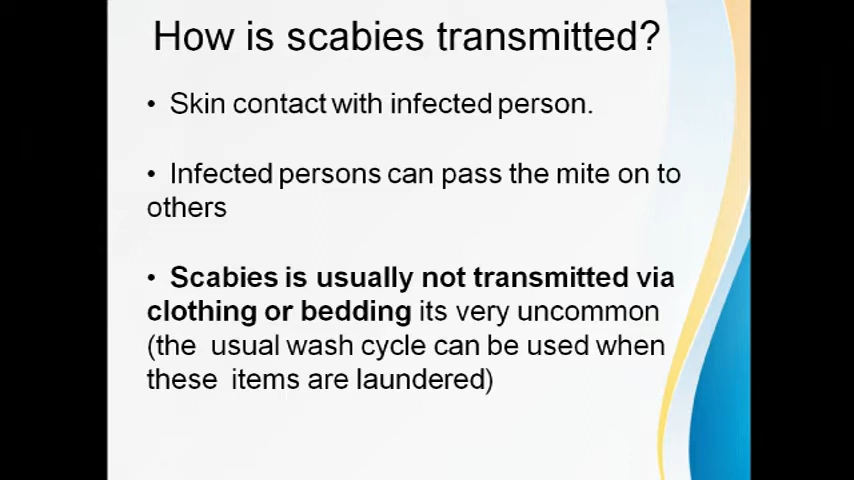 How is scabies transmitted?
• Skin contact with infected person.
• Infected persons can pass the mite on to
others
• Scabies is usually not transmitted via
clothing or bedding its very uncommon
(the usual wash cycle can be used when
these items are laundered)